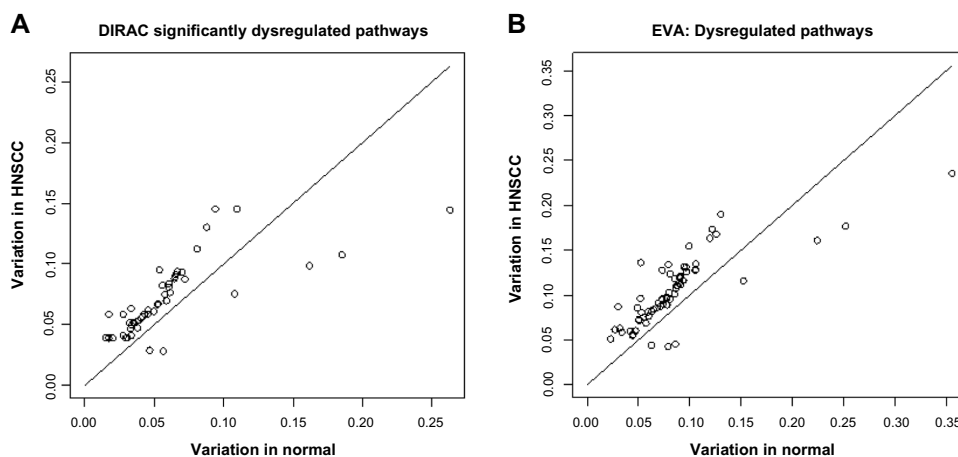 A
DIRAC significantly dysregulated pathways
Variation in HNSCC
0.25
0.20
0.15
0.10
0.05
0.00
0.00 0.05 0.10 0.15 0.20 0.25
Variation in normal
B
EVA: Dysregulated pathways
Variation in HNSCC
0.35
0.30
0.25
0.20
0.15
0.10
0.05
0.00
0.00 0.05 0.10 0.15 0.20 0.25 0.30 0.35
Variation in normal